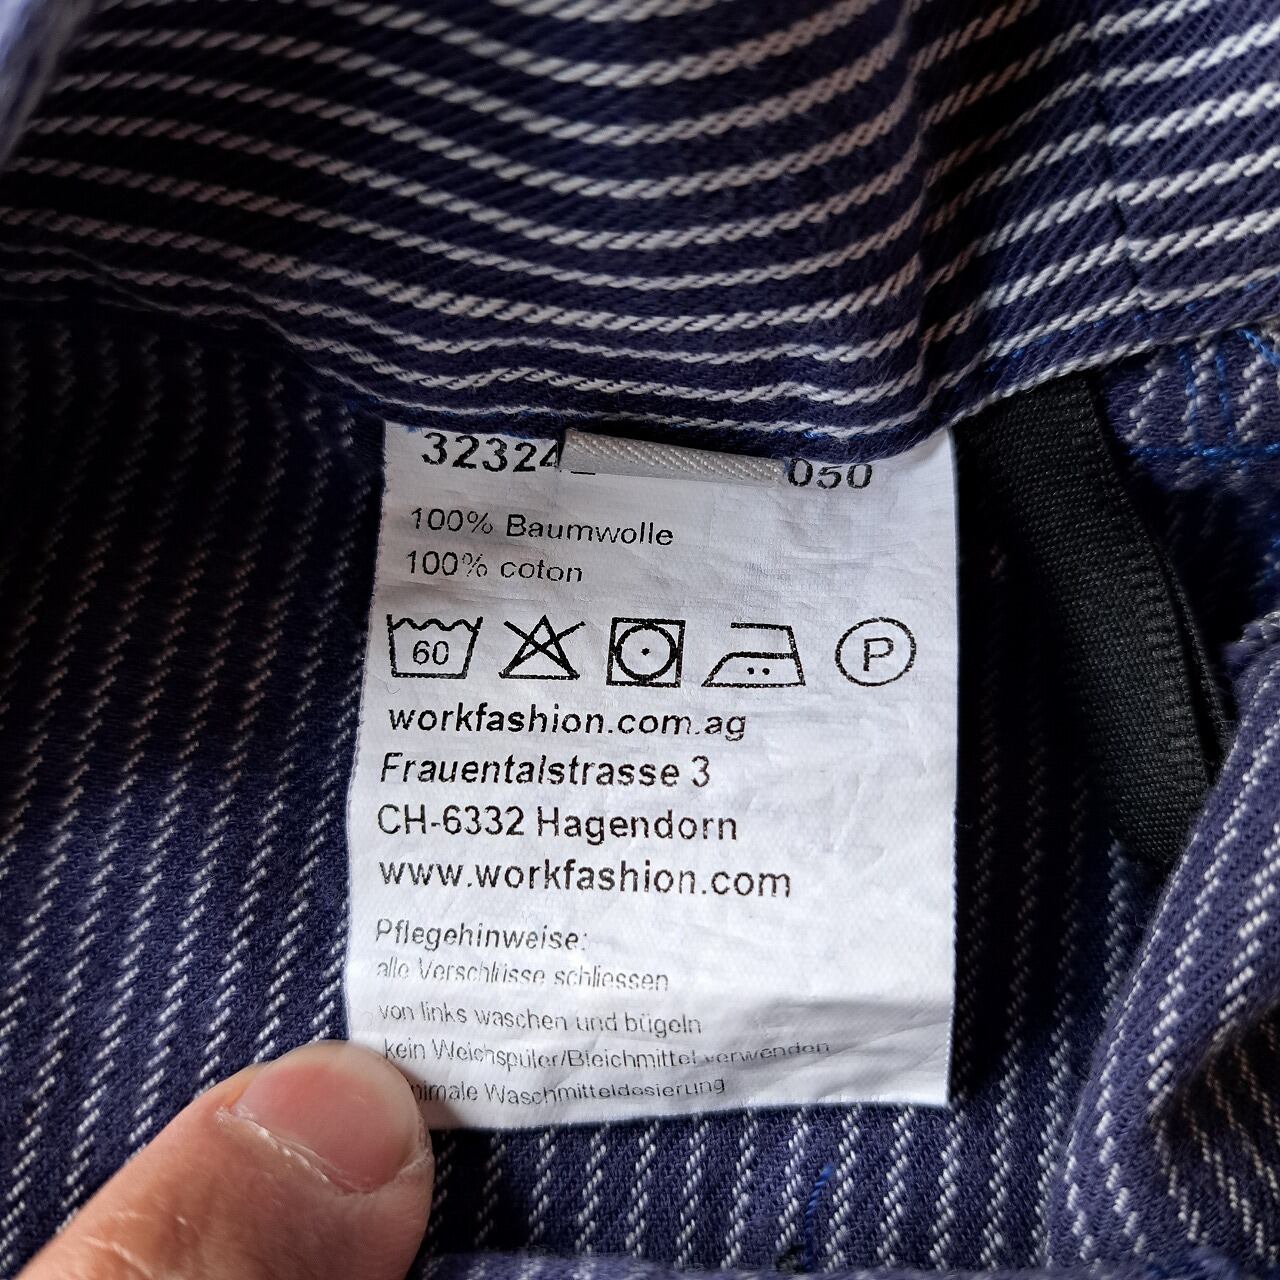 32324 050
100% Baumwolle
100% coton
60 P
workfashion.com.ag
Frauentalstrasse 3
CH-6332 Hagendorn
www.workfashion.com
Pflegehinweise:
alle Verschlüsse schliessen
von links waschen und bügeln
kein Weichspüler/Bleichmittel verwenden
nimale Waschmitteldosierung